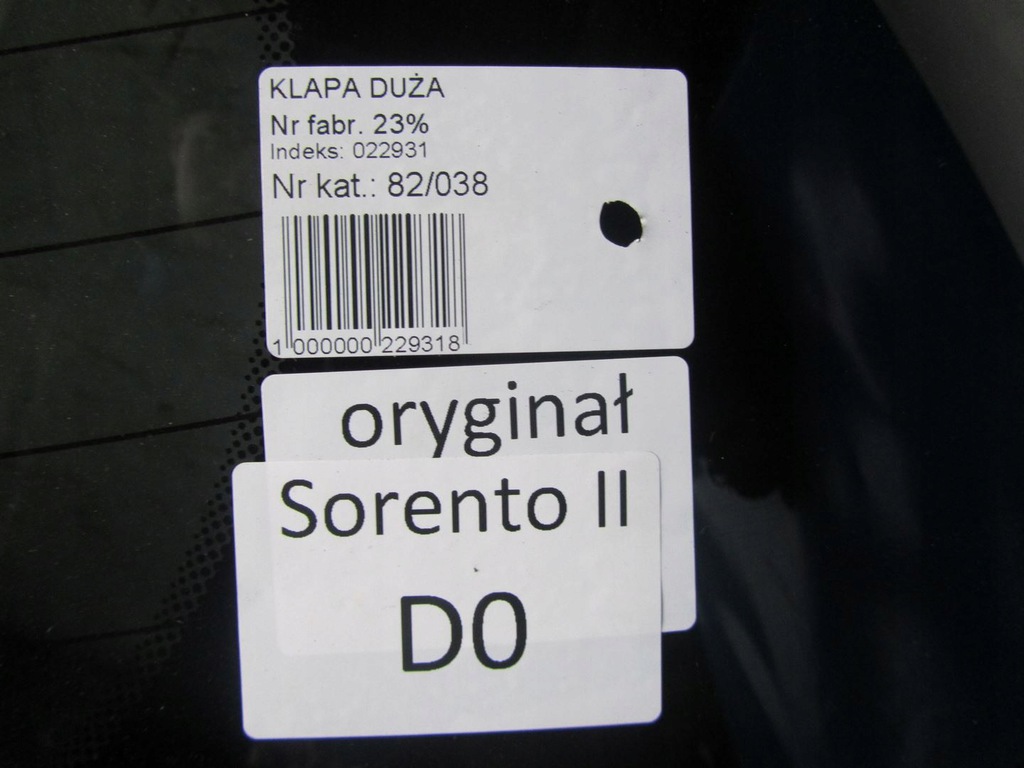 KLAPA DUŻA
Nr fabr. 23%
Indeks: 022931
Nr kat.: 82/038
1 000000 229318
oryginał
Sorento II
D0